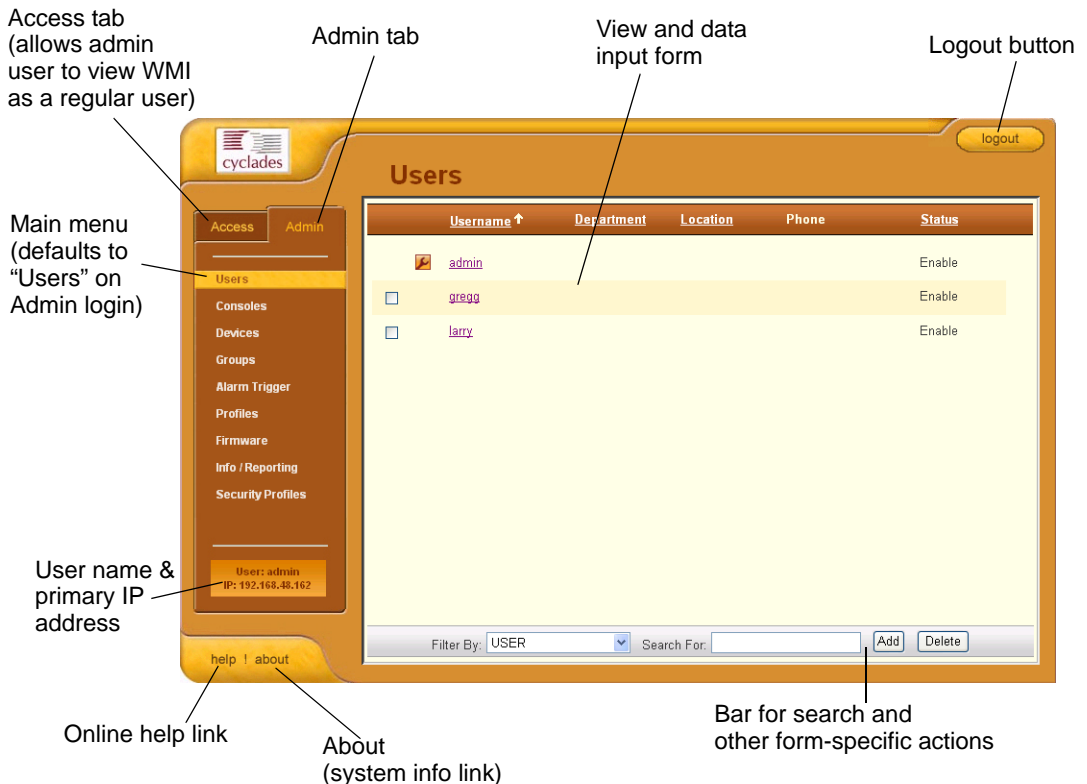 Access tab
(allows admin
user to view WMI
as a regular user)
Admin tab
View and data
input form
Logout button
cyclades
logout
Users
Access
Admin
Username
Department
Location
Phone
Status
Main menu
(defaults to
“Users” on
Admin login)
admin
Enable
Users
gregg
Enable
Consoles
larry
Enable
Devices
Groups
Alarm Trigger
Profiles
Firmware
Info / Reporting
Security Profiles
User name &
primary IP
address
User: admin
IP: 192.168.48.162
Filter By: USER
Search For:
Add
Delete
help ! about
Online help link
About
(system info link)
Bar for search and
other form-specific actions